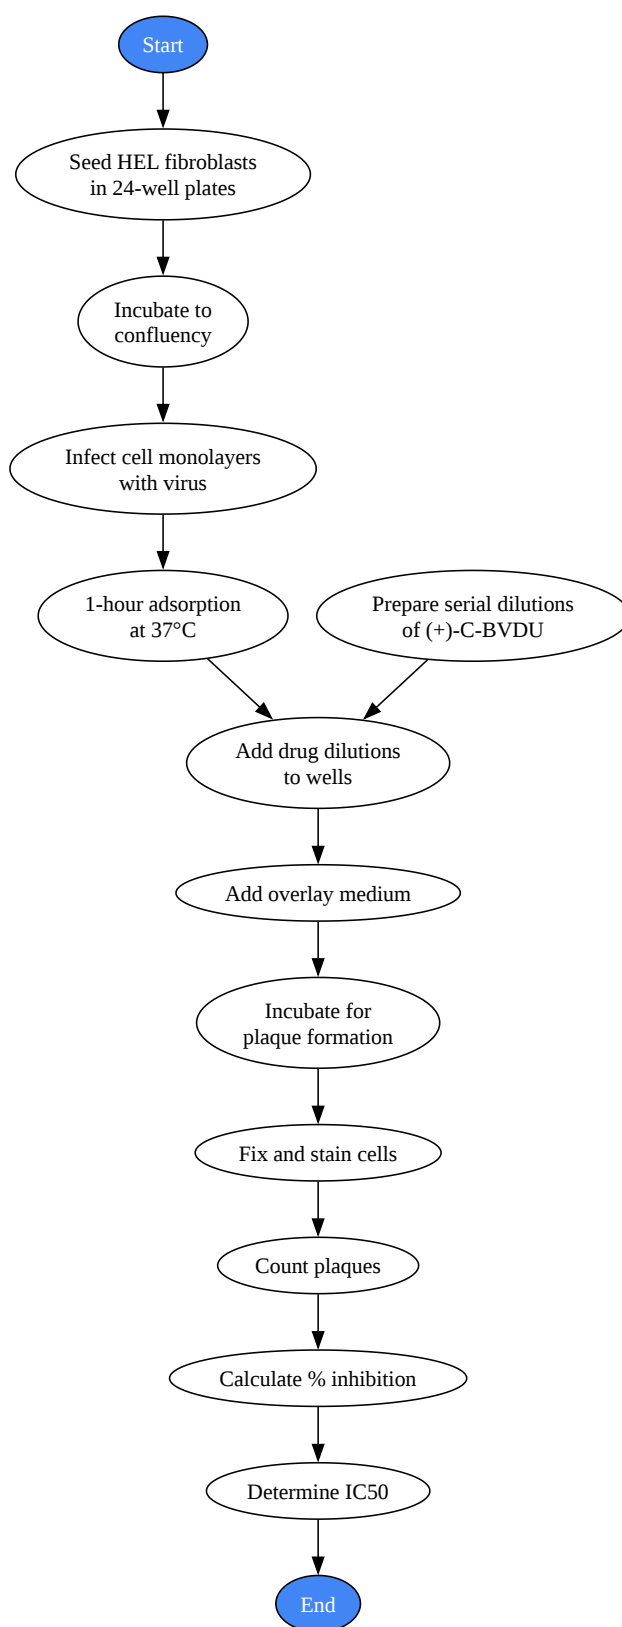 Start
Seed HEL fibroblasts
in 24-well plates
Incubate to
confluency
Infect cell monolayers
with virus
1-hour adsorption
at 37°C
Prepare serial dilutions
of (+)-C-BVDU
Add drug dilutions
to wells
Add overlay medium
Incubate for
plaque formation
Fix and stain cells
Count plaques
Calculate % inhibition
Determine IC50
End